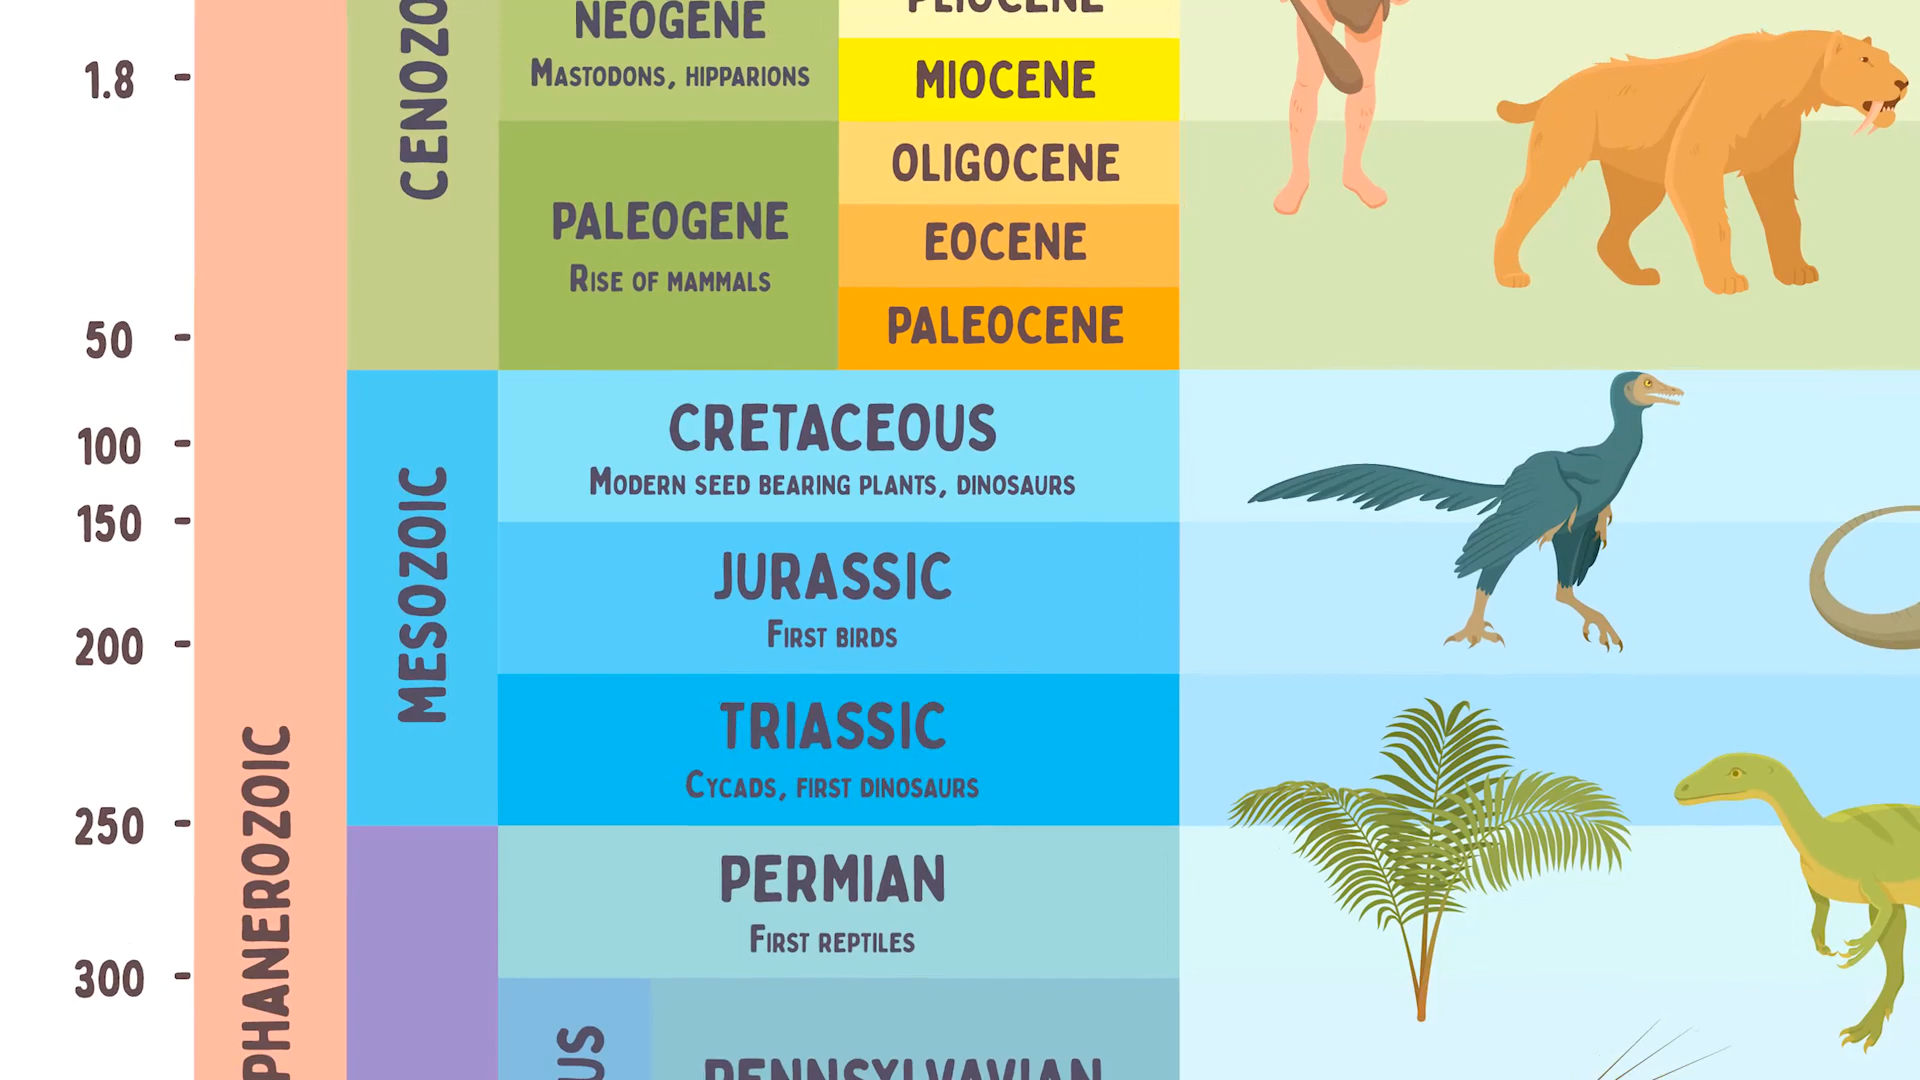 PLIOCENE
NEOGENE
MASTODONS, HIPPARIONS
MIOCENE
1.8
CENOZO
OLIGOCENE
PALEOGENE
RISE OF MAMMALS
EOCENE
PALEOCENE
50
CRETACEOUS
MODERN SEED BEARING PLANTS, DINOSAURS
100
150
MESOZOIC
JURASSIC
FIRST BIRDS
200
TRIASSIC
CYCADS, FIRST DINOSAURS
250
PHANEROZOIC
PERMIAN
FIRST REPTILES
300
US
PENNSYLVAVIAN